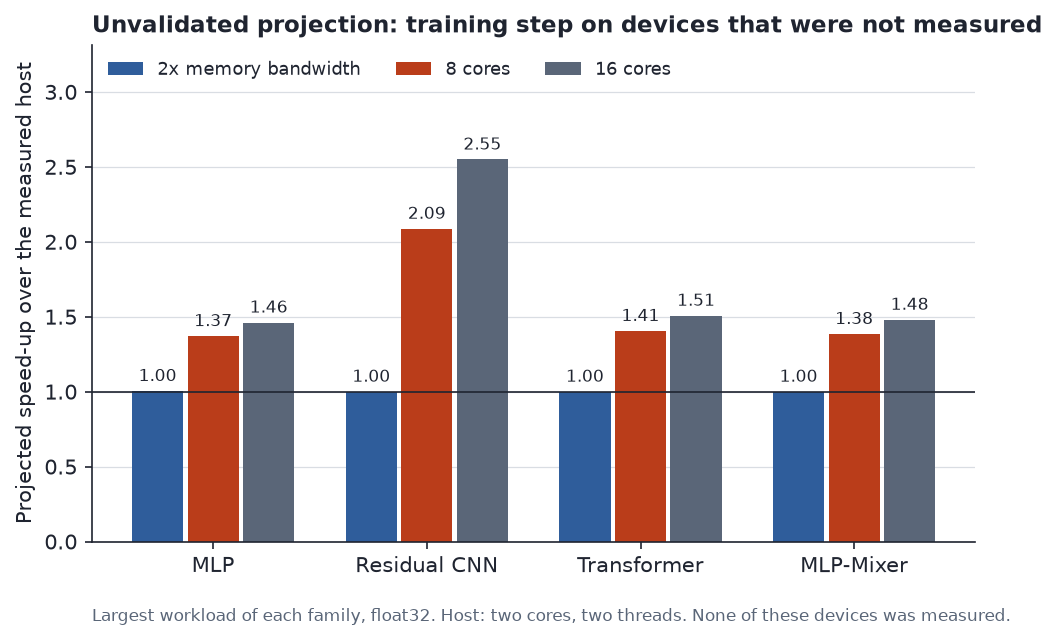 Unvalidated projection: training step on devices that were not measured
2x memory bandwidth
8 cores
16 cores
Projected speed-up over the measured host
3.0
2.5
2.0
1.5
1.0
0.5
0.0
1.00
1.37
1.46
1.00
2.09
2.55
1.00
1.41
1.51
1.00
1.38
1.48
MLP
Residual CNN
Transformer
MLP-Mixer
Largest workload of each family, float32. Host: two cores, two threads. None of these devices was measured.